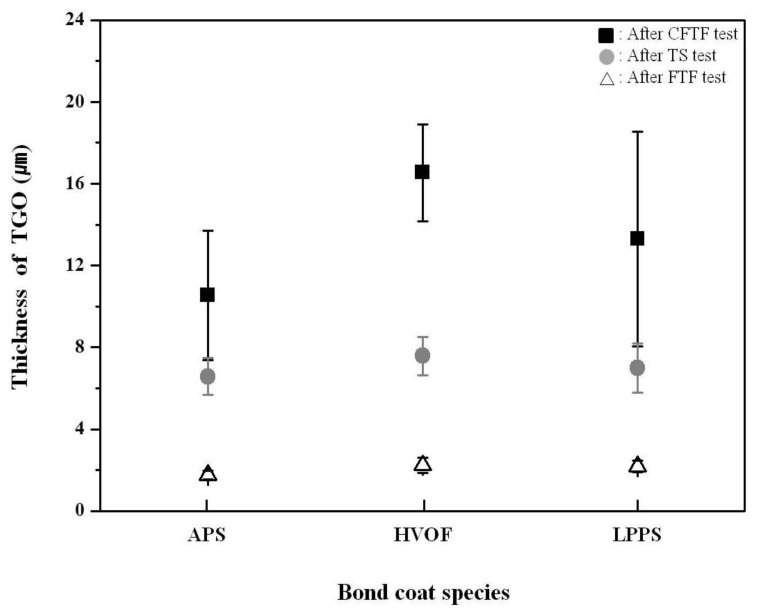 24
20
16
12
8
4
0
Thickness of TGO (㎛)
: After CFTF test
: After TS test
: After FTF test
APS HVOF LPPS
Bond coat species